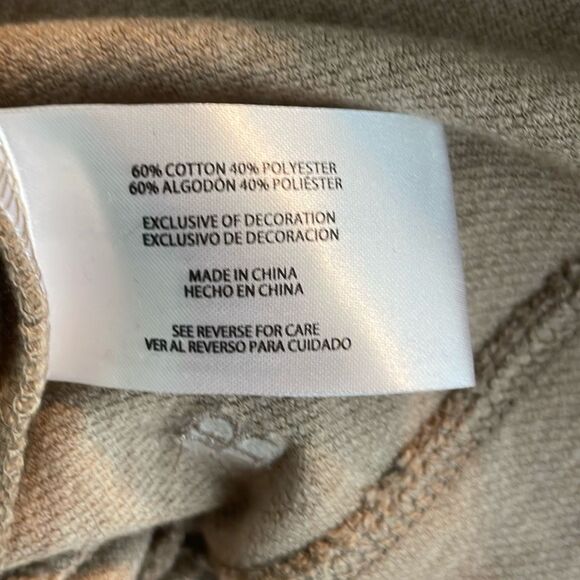 60% COTTON 40% POLYESTER
60% ALGODÓN 40% POLIÉSTER
EXCLUSIVE OF DECORATION
EXCLUSIVO DE DECORACION
MADE IN CHINA
HECHO EN CHINA
SEE REVERSE FOR CARE
VER AL REVERSO PARA CUIDADO